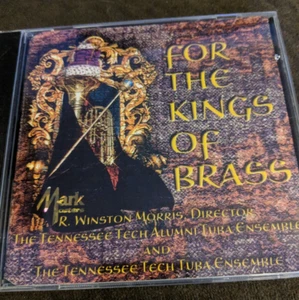 FOR
THE
KINGS
OF
BRASS
Mark
R. WINSTON MORRIS, DIRECTOR
THE TENNESSEE TECH ALUMNI TUBA ENSEMBLE
AND
THE TENNESSEE TECH TUBA ENSEMBLE